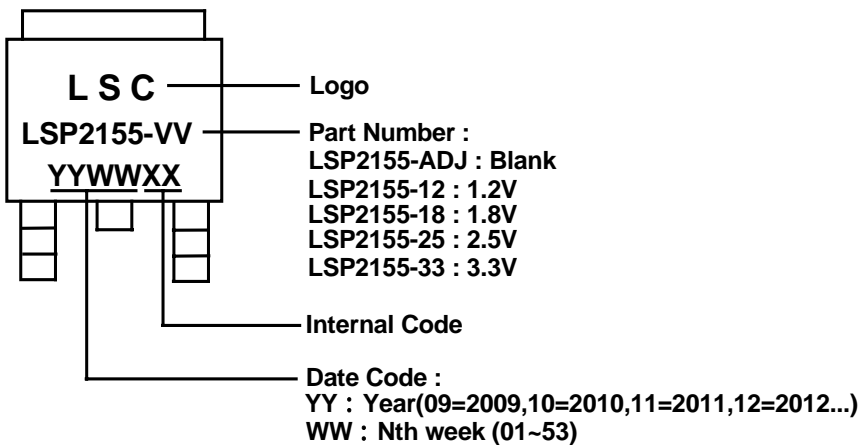 L S C
Logo
LSP2155-VV
Part Number :
LSP2155-ADJ : Blank
YYWWXX
LSP2155-12 : 1.2V
LSP2155-18 : 1.8V
LSP2155-25 : 2.5V
LSP2155-33 : 3.3V
Internal Code
Date Code :
YY : Year(09=2009,10=2010,11=2011,12=2012...)
WW : Nth week (01~53)